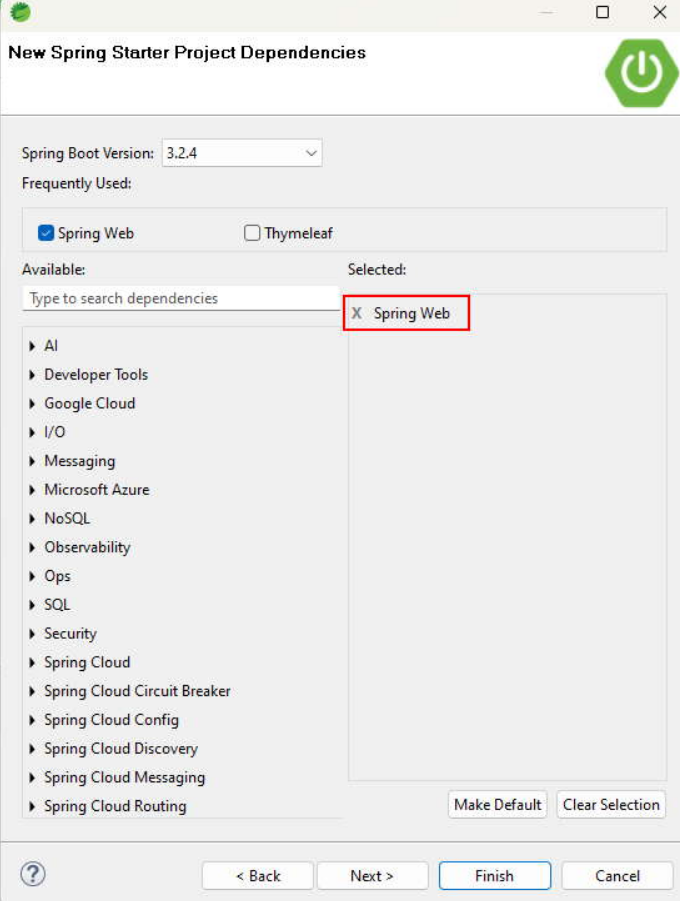 New Spring Starter Project Dependencies
Spring Boot Version: 3.2.4
Frequently Used:
Spring Web Thymeleaf
Available: Selected:
Type to search dependencies
X Spring Web
AI
Developer Tools
Google Cloud
I/O
Messaging
Microsoft Azure
NoSQL
Observability
Ops
SQL
Security
Spring Cloud
Spring Cloud Circuit Breaker
Spring Cloud Config
Spring Cloud Discovery
Spring Cloud Messaging
Spring Cloud Routing
Make Default Clear Selection
? < Back Next > Finish Cancel